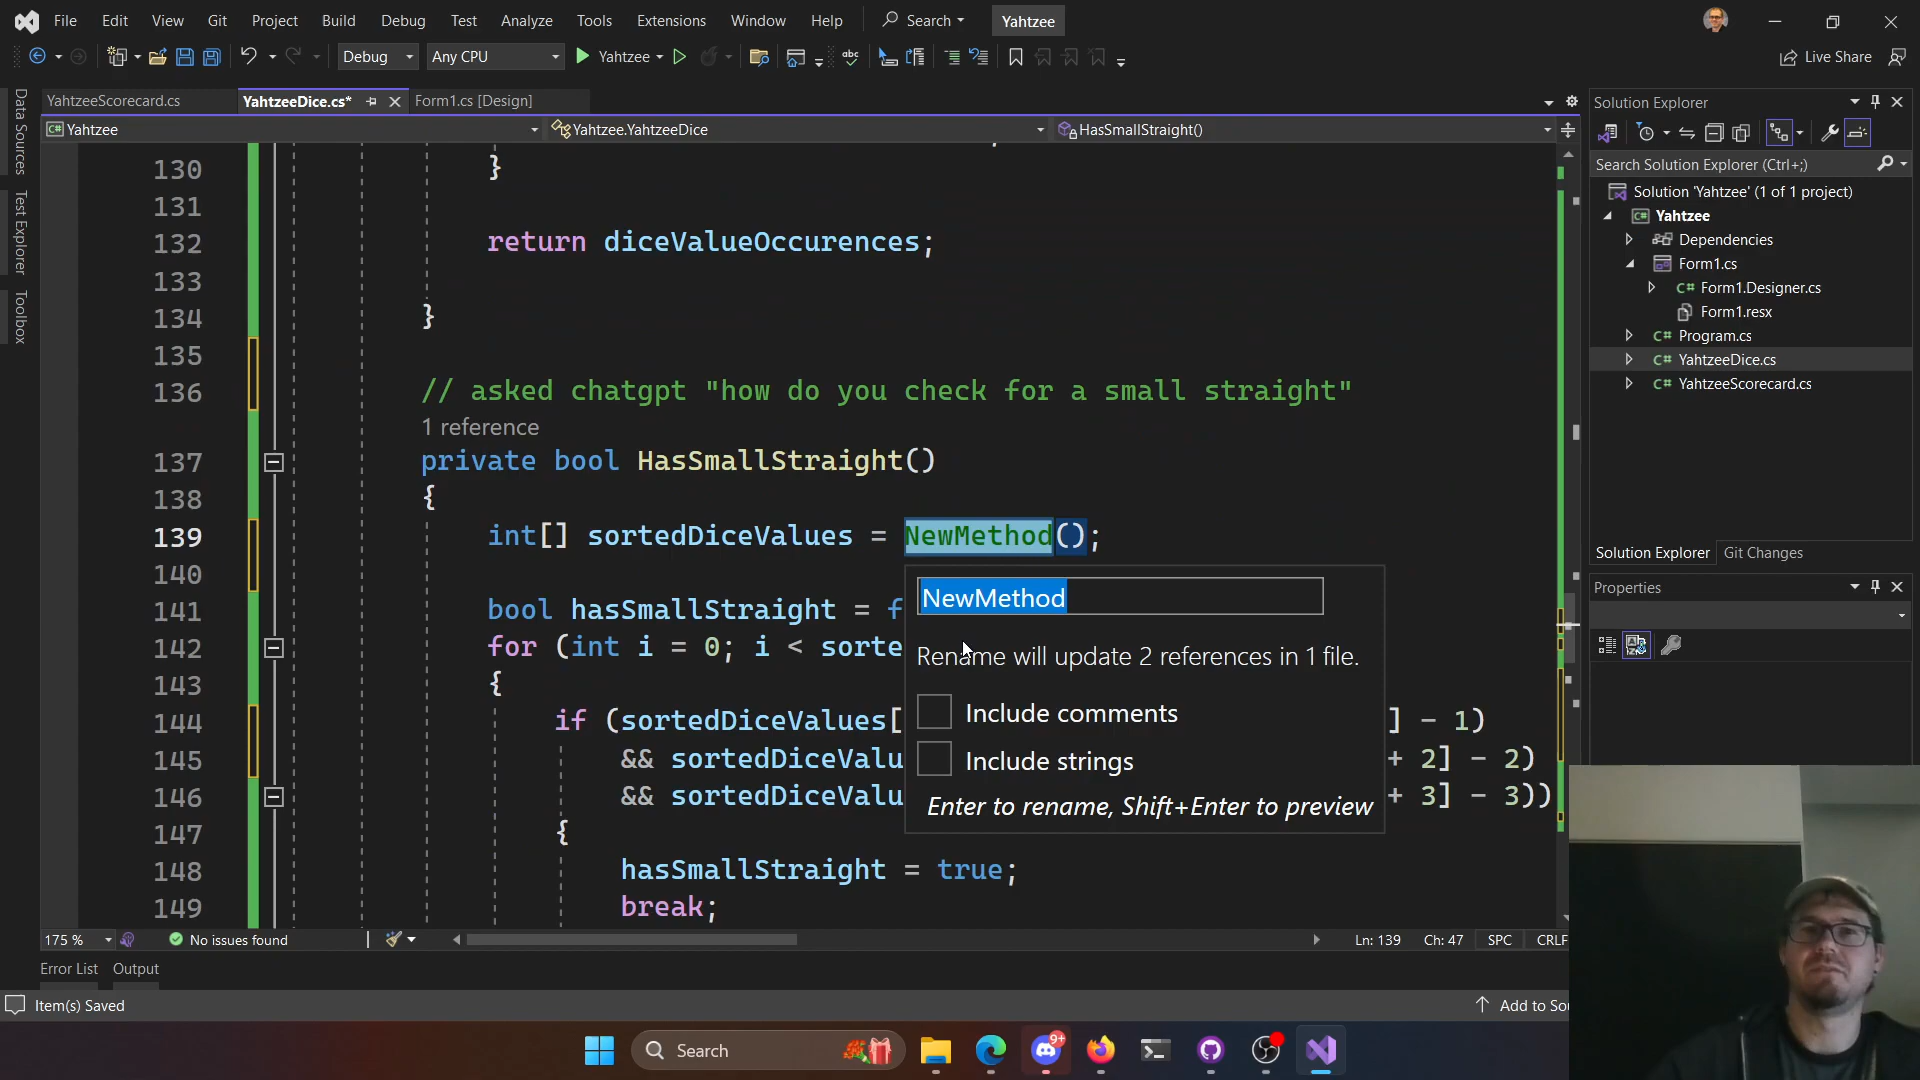 File Edit View Git Project Build Debug Test Analyze Tools Extensions Window Help Search Yahtzee
Debug Any CPU Yahtzee Live Share
YahtzeeScorecard.cs YahtzeeDice.cs* Form1.cs [Design]
Yahtzee Yahtzee.YahtzeeDice HasSmallStraight()
Data Sources
Test Explorer
Toolbox
130 }
131
132 return diceValueOccurences;
133
134 }
135
136 // asked chatgpt "how do you check for a small straight"
1 reference
137 private bool HasSmallStraight()
138 {
139 int[] sortedDiceValues = NewMethod();
140
141 bool hasSmallStraight = f
142 for (int i = 0; i < sorte
143 {
144 if (sortedDiceValues[ ] - 1)
145 && sortedDiceValu + 2] - 2)
146 && sortedDiceValu + 3] - 3))
147 {
148 hasSmallStraight = true;
149 break;
NewMethod
Rename will update 2 references in 1 file.
Include comments
Include strings
Enter to rename, Shift+Enter to preview
175 % No issues found Ln: 139 Ch: 47 SPC CRLF
Error List Output
Item(s) Saved Add to Sou
Solution Explorer
Search Solution Explorer (Ctrl+;)
Solution 'Yahtzee' (1 of 1 project)
C# Yahtzee
Dependencies
Form1.cs
C# Form1.Designer.cs
Form1.resx
C# Program.cs
C# YahtzeeDice.cs
C# YahtzeeScorecard.cs
Solution Explorer Git Changes
Properties
Search
9+